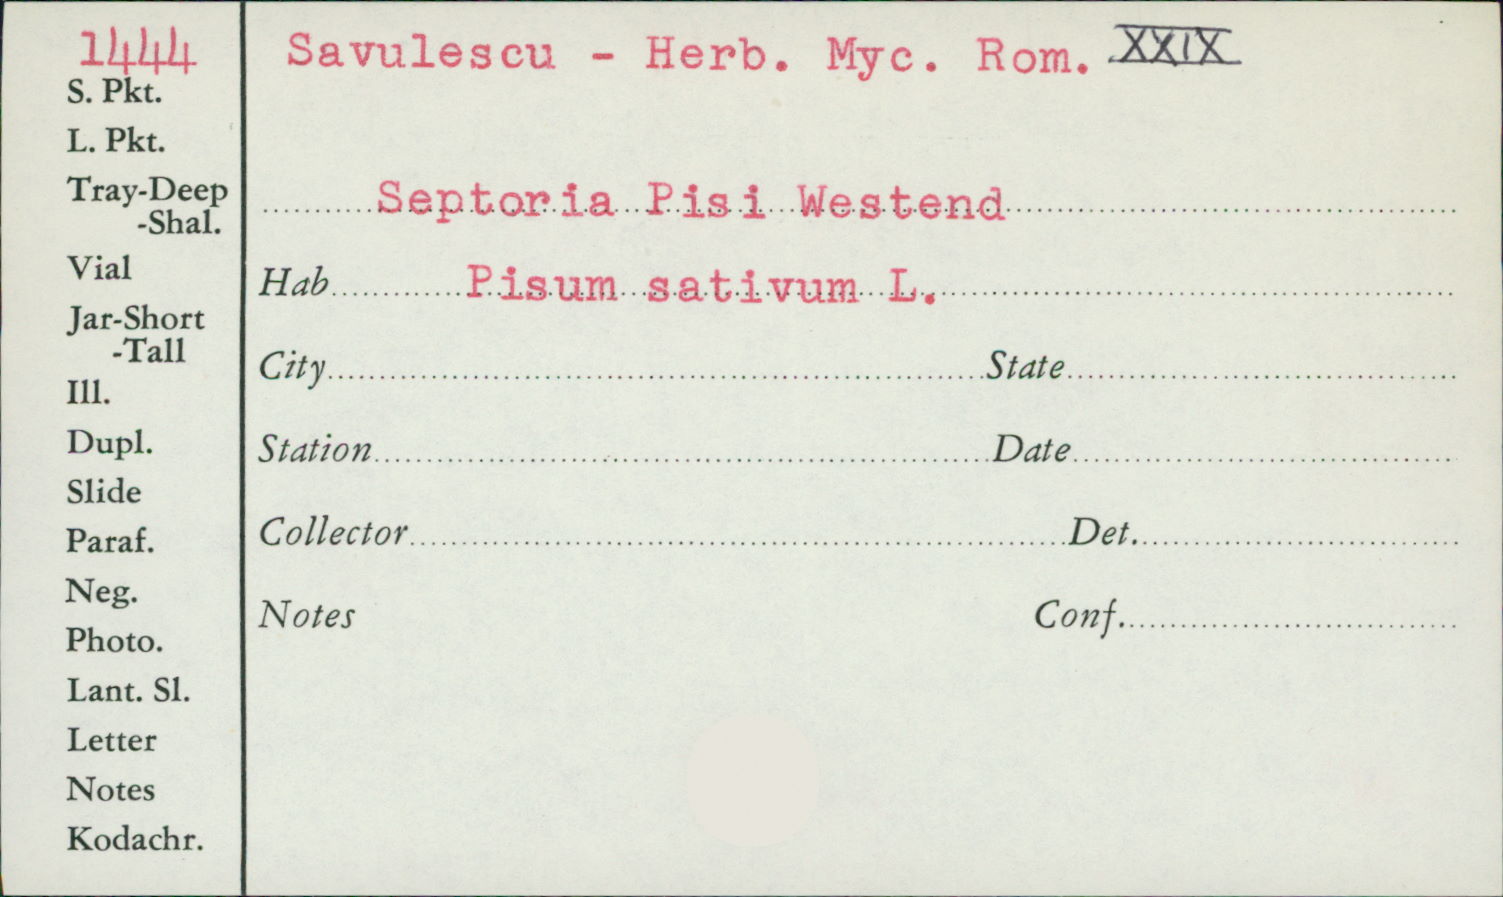 1444
Savulescu - Herb. Myc. Rom. XXIX
S. Pkt.
L. Pkt.
Tray-Deep
-Shal.
Vial
Jar-Short
-Tall
Ill.
Dupl.
Slide
Paraf.
Neg.
Photo.
Lant. Sl.
Letter
Notes
Kodachr.
Septoria Pisi Westend
Hab Pisum sativum L.
City State
Station Date
Collector Det.
Notes Conf.